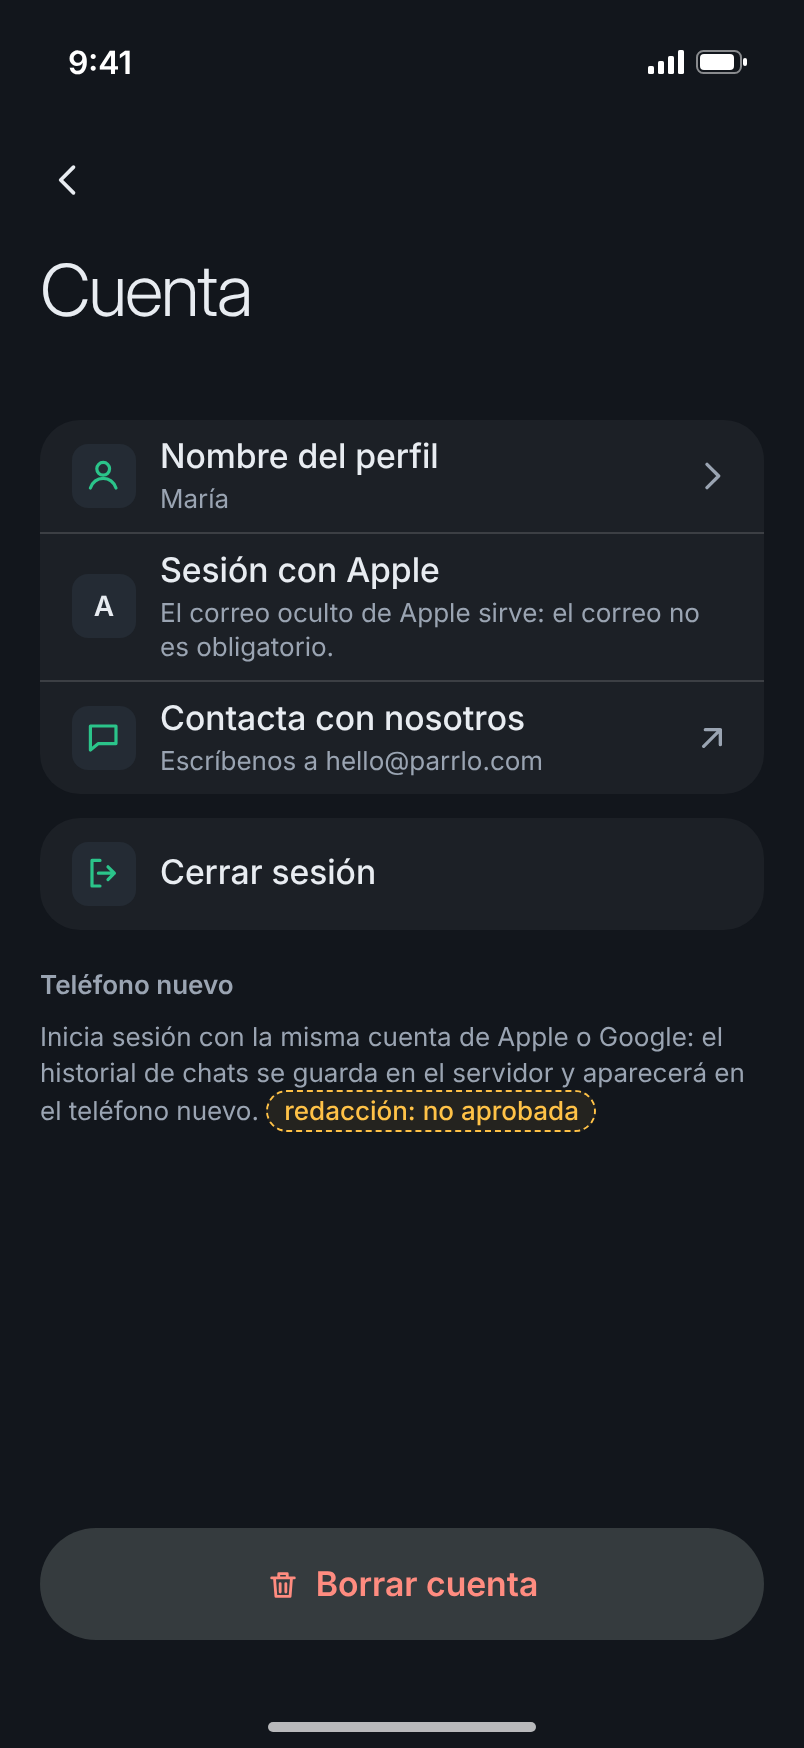 9:41
Cuenta
Nombre del perfil
María
A
Sesión con Apple
El correo oculto de Apple sirve: el correo no
es obligatorio.
Contacta con nosotros
Escríbenos a hello@parrlo.com
Cerrar sesión
Teléfono nuevo
Inicia sesión con la misma cuenta de Apple o Google: el
historial de chats se guarda en el servidor y aparecerá en
el teléfono nuevo. redacción: no aprobada
Borrar cuenta